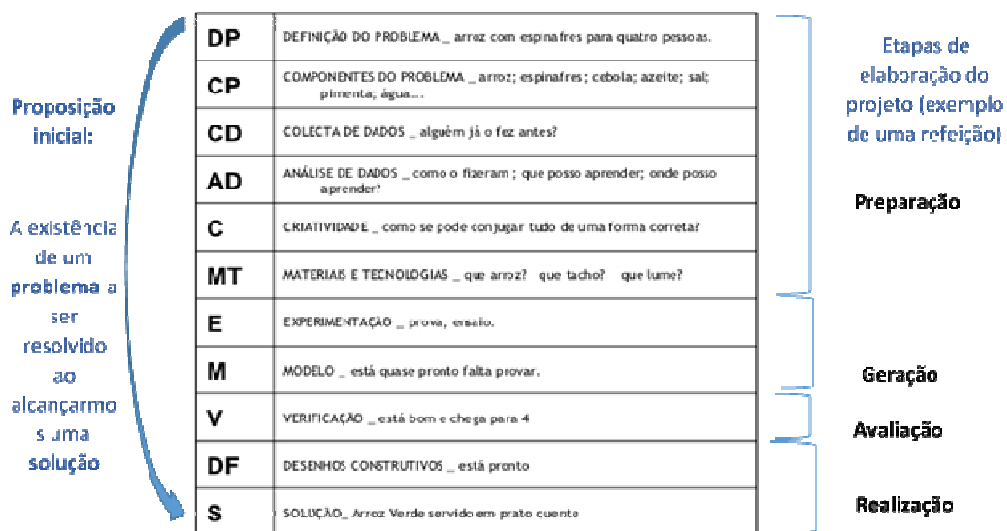 Proposição
inicial:
A existência
de um
problema a
ser
resolvido
ao
alcançarmo
s uma
solução
DP DEFINIÇÃO DO PROBLEMA _ arroz com espinafres para quatro pessoas.
CP COMPONENTES DO PROBLEMA _ arroz; espinafres; cebola; azeite; sal;
pimenta; água...
CD COLECTA DE DADOS _ alguém já o fez antes?
AD ANÁLISE DE DADOS _ como o fizeram; que posso aprender; onde posso
aprender?
C CRIATIVIDADE _ como se pode conjugar tudo de uma forma correta?
MT MATERIAIS E TECNOLOGIAS _ que arroz? que tacho? que lume?
E EXPERIMENTAÇÃO _ prova, ensaio.
M MODELO _ está quase pronto falta provar.
V VERIFICAÇÃO _ está bom e chega para 4
DF DESENHOS CONSTRUTIVOS _ está pronto
S SOLUÇÃO_ Arroz Verde servido em prato quente
Etapas de
elaboração do
projeto (exemplo
de uma refeição)
Preparação
Geração
Avaliação
Realização